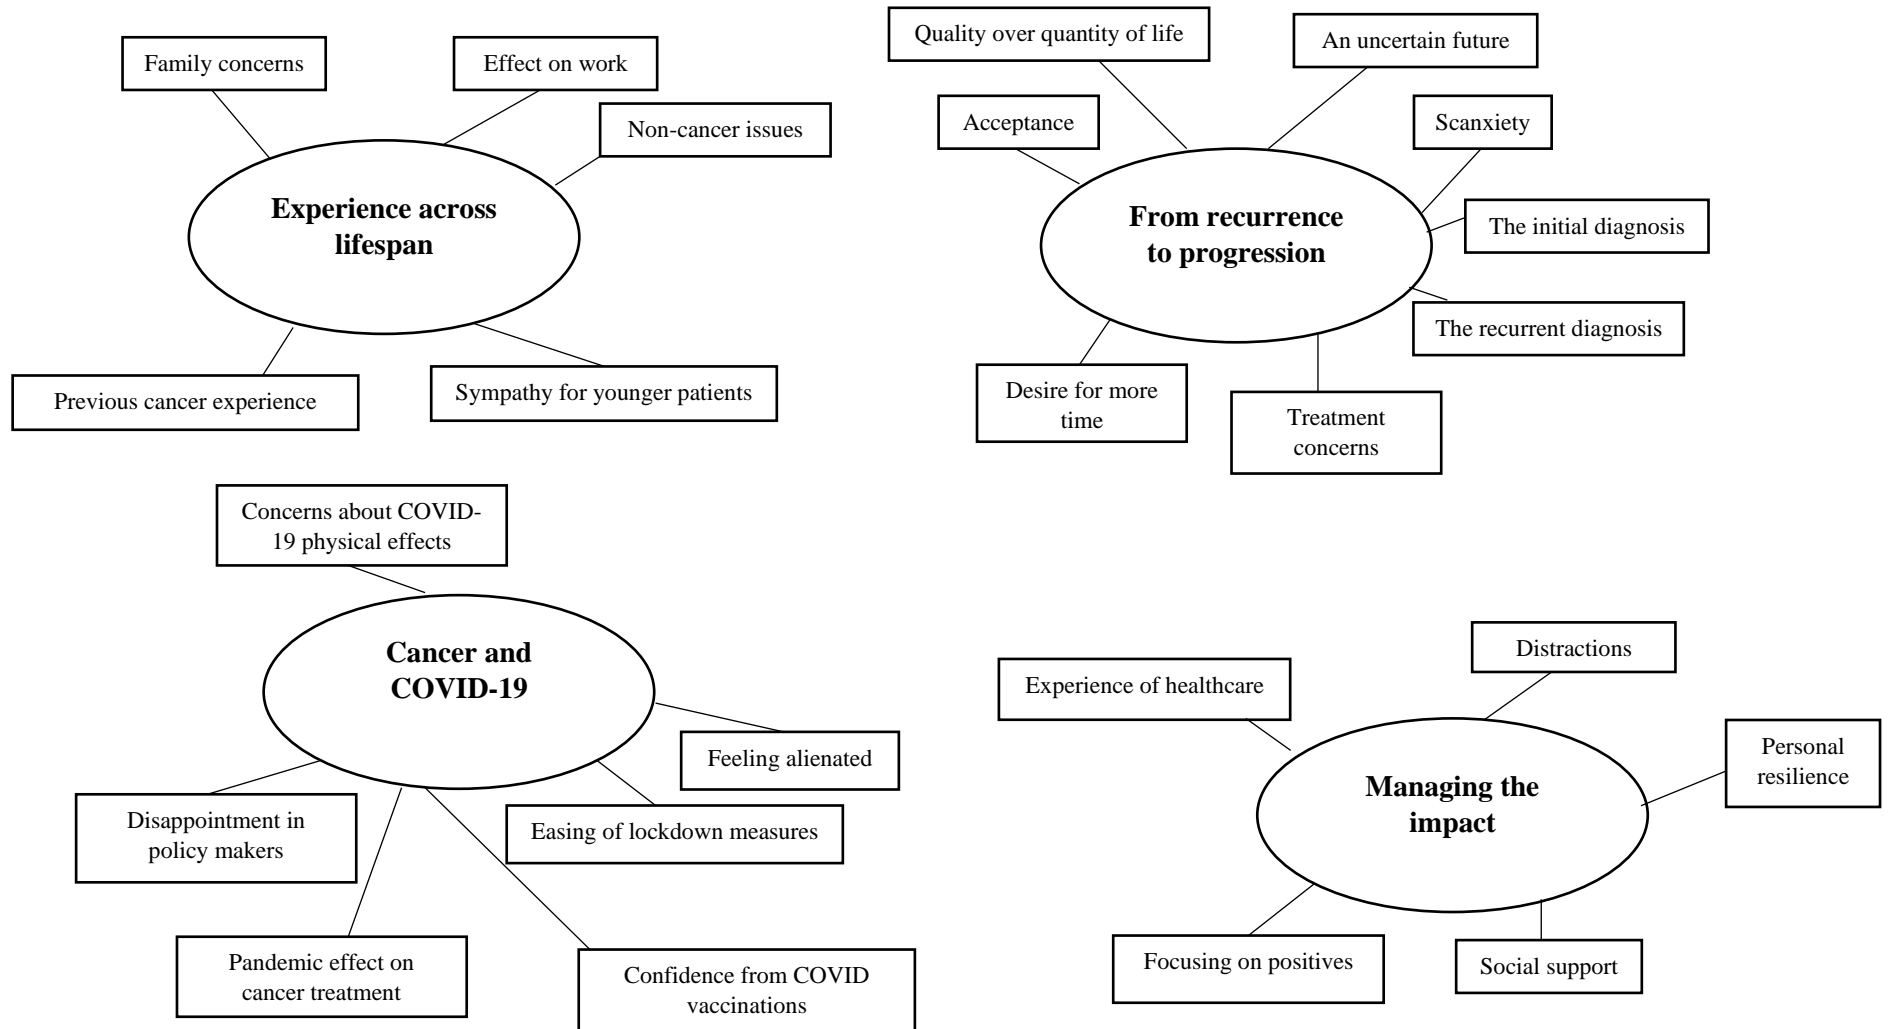 Family concerns
Effect on work
Non-cancer issues
Experience across
lifespan
Previous cancer experience
Sympathy for younger patients
Quality over quantity of life
An uncertain future
Acceptance
Scanxiety
From recurrence
to progression
The initial diagnosis
The recurrent diagnosis
Desire for more
time
Treatment
concerns
Concerns about COVID-
19 physical effects
Cancer and
COVID-19
Feeling alienated
Easing of lockdown measures
Disappointment in
policy makers
Pandemic effect on
cancer treatment
Confidence from COVID
vaccinations
Distractions
Experience of healthcare
Personal
resilience
Managing the
impact
Focusing on positives
Social support